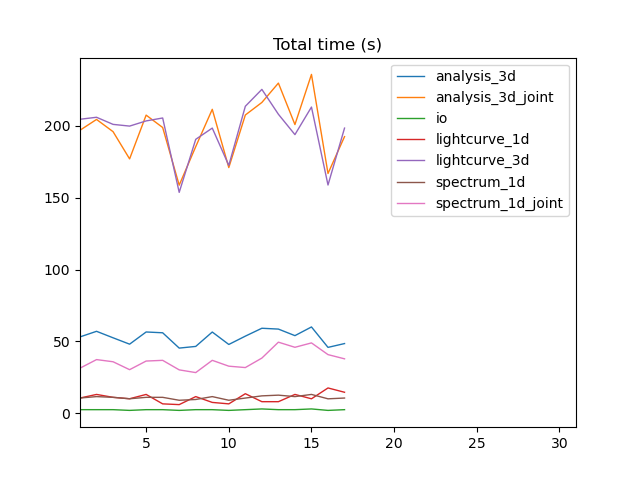 Total time (s)
analysis_3d
analysis_3d_joint
io
lightcurve_1d
lightcurve_3d
spectrum_1d
spectrum_1d_joint
200
150
100
50
0
5 10 15 20 25 30